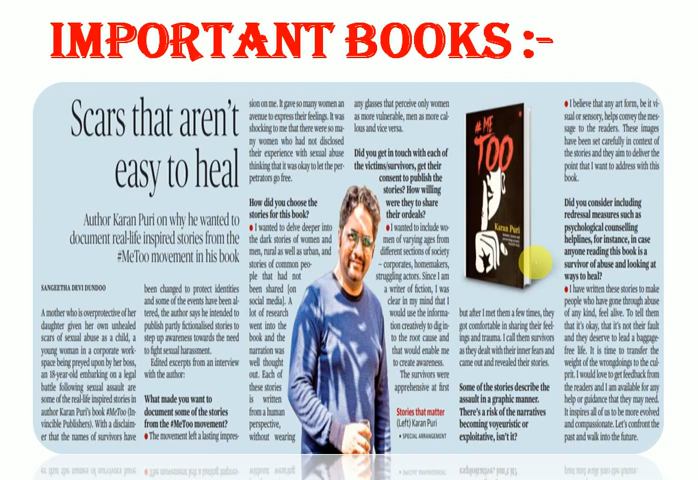 IMPORTANT BOOKS :-
Scars that aren't
easy to heal
Author Karan Puri on why he wanted to
document real-life inspired stories from the
#MeToo movement in his book
SANGEETHA DEVI DUNDOO
A mother who is overprotective of her
daughter given her own unhealed
scars of sexual abuse as a child, a
young woman in a corporate work-
space being preyed upon by her boss,
an 18-year-old embarking on a legal
battle following sexual assault are
some of the real-life inspired stories in
author Karan Puri's book #MeToo (In-
vincible Publishers). With a disclaim-
er that the names of survivors have
been changed to protect identities
and some of the events have been al-
tered, the author says he intended to
publish partly fictionalised stories to
step up awareness towards the need
to fight sexual harassment.
Edited excerpts from an interview
with the author:
What made you want to
document some of the stories
from the #MeToo movement?
● The movement left a lasting impres-
sion on me. It gave so many women an
avenue to express their feelings. It was
shocking to me that there were so ma-
ny women who had not disclosed
their experience with sexual abuse
thinking that it was okay to let the per-
petrators go free.
How did you choose the
stories for this book?
● I wanted to delve deeper into
the dark stories of women and
men, rural as well as urban, and
stories of common peo-
ple that had not
been shared [on
social media]. A
lot of research
went into the
book and the
narration was
well thought
out. Each of
these stories
is written
from a human
perspective,
without wearing
any glasses that perceive only women
as more vulnerable, men as more cal-
lous and vice versa.
Did you get in touch with each of
the victims/survivors, get their
consent to publish the
stories? How willing
were they to share
their ordeals?
● I wanted to include wo-
men of varying ages from
different sections of society
– corporates, homemakers,
struggling actors. Since I am
a writer of fiction, I was
clear in my mind that I
would use the informa-
tion creatively to dig in-
to the root cause and
that would enable me
to create awareness.
The survivors were
apprehensive at first
Stories that matter
(Left) Karan Puri
• SPECIAL ARRANGEMENT
# ME
TOO
Karan Puri
but after I met them a few times, they
got comfortable in sharing their feel-
ings and trauma. I call them survivors
as they dealt with their inner fears and
came out and revealed their stories.
Some of the stories describe the
assault in a graphic manner.
There's a risk of the narratives
becoming voyeuristic or
exploitative, isn't it?
● I believe that any art form, be it vi-
sual or sensory, helps convey the mes-
sage to the readers. These images
have been set carefully in context of
the stories and they aim to deliver the
point that I want to address with this
book.
Did you consider including
redressal measures such as
psychological counselling
helplines, for instance, in case
anyone reading this book is a
survivor of abuse and looking at
ways to heal?
● I have written these stories to make
people who have gone through abuse
of any kind, feel alive. To tell them
that it's okay, that it's not their fault
and they deserve to lead a baggage-
free life. It is time to transfer the
weight of the wrongdoings to the cul-
prit. I would love to get feedback from
the readers and I am available for any
help or guidance that they may need.
It inspires all of us to be more evolved
and compassionate. Let's confront the
past and walk into the future.